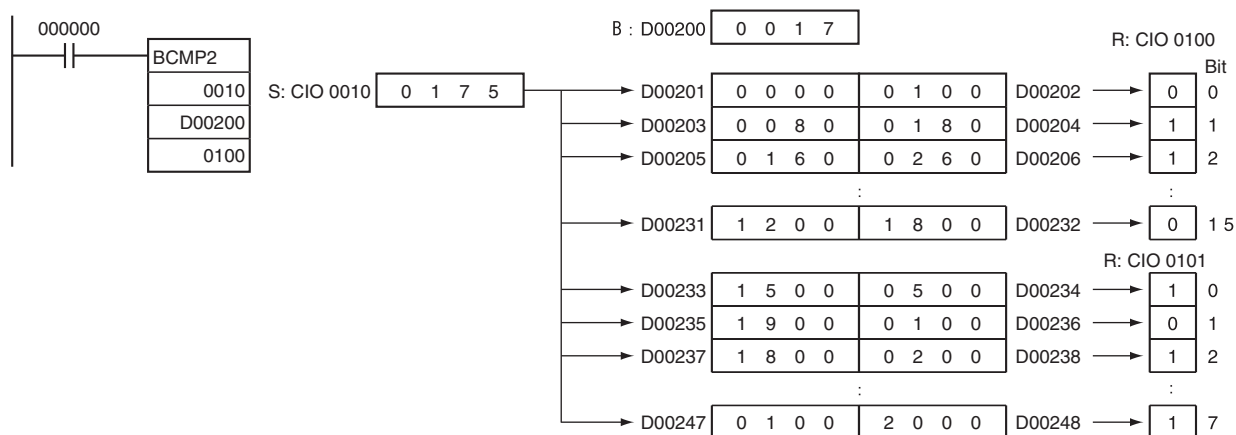 000000
BCMP2
0010
D00200
0100
S: CIO 0010 0 1 7 5
B : D00200 0 0 1 7
R: CIO 0100
Bit
D00201 0 0 0 0 0 1 0 0 D00202 0 0
D00203 0 0 8 0 0 1 8 0 D00204 1 1
D00205 0 1 6 0 0 2 6 0 D00206 1 2
: :
D00231 1 2 0 0 1 8 0 0 D00232 0 1 5
R: CIO 0101
D00233 1 5 0 0 0 5 0 0 D00234 1 0
D00235 1 9 0 0 0 1 0 0 D00236 0 1
D00237 1 8 0 0 0 2 0 0 D00238 1 2
: :
D00247 0 1 0 0 2 0 0 0 D00248 1 7